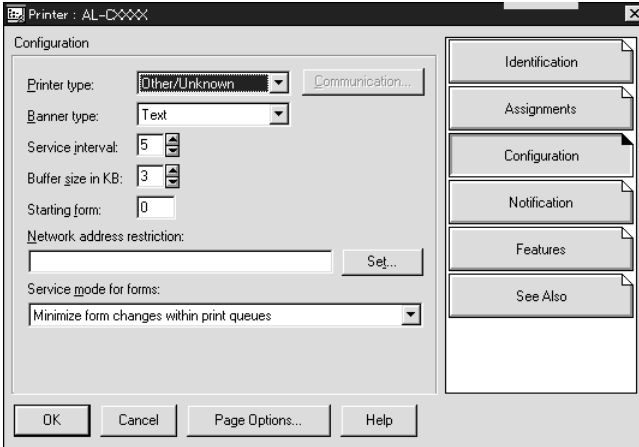 Printer : AL-CXXX
Configuration
Printer type: Other/Unknown Communication...
Banner type: Text
Service interval: 5
Buffer size in KB: 3
Starting form: 0
Network address restriction:
Set...
Service mode for forms:
Minimize form changes within print queues
OK Cancel Page Options... Help
Identification
Assignments
Configuration
Notification
Features
See Also